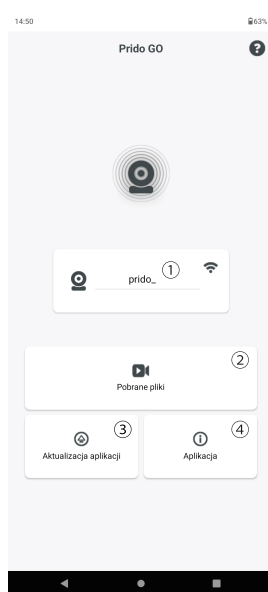 14:50 63%
Prido GO ?
prido_ ①
②
Pobrane pliki
③ ④
Aktualizacja aplikacji Aplikacja